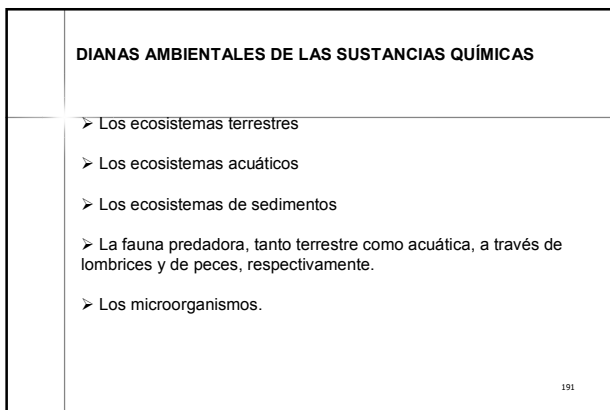 DIANAS AMBIENTALES DE LAS SUSTANCIAS QUÍMICAS
➢ Los ecosistemas terrestres
➢ Los ecosistemas acuáticos
➢ Los ecosistemas de sedimentos
➢ La fauna predadora, tanto terrestre como acuática, a través de
lombrices y de peces, respectivamente.
➢ Los microorganismos.
191